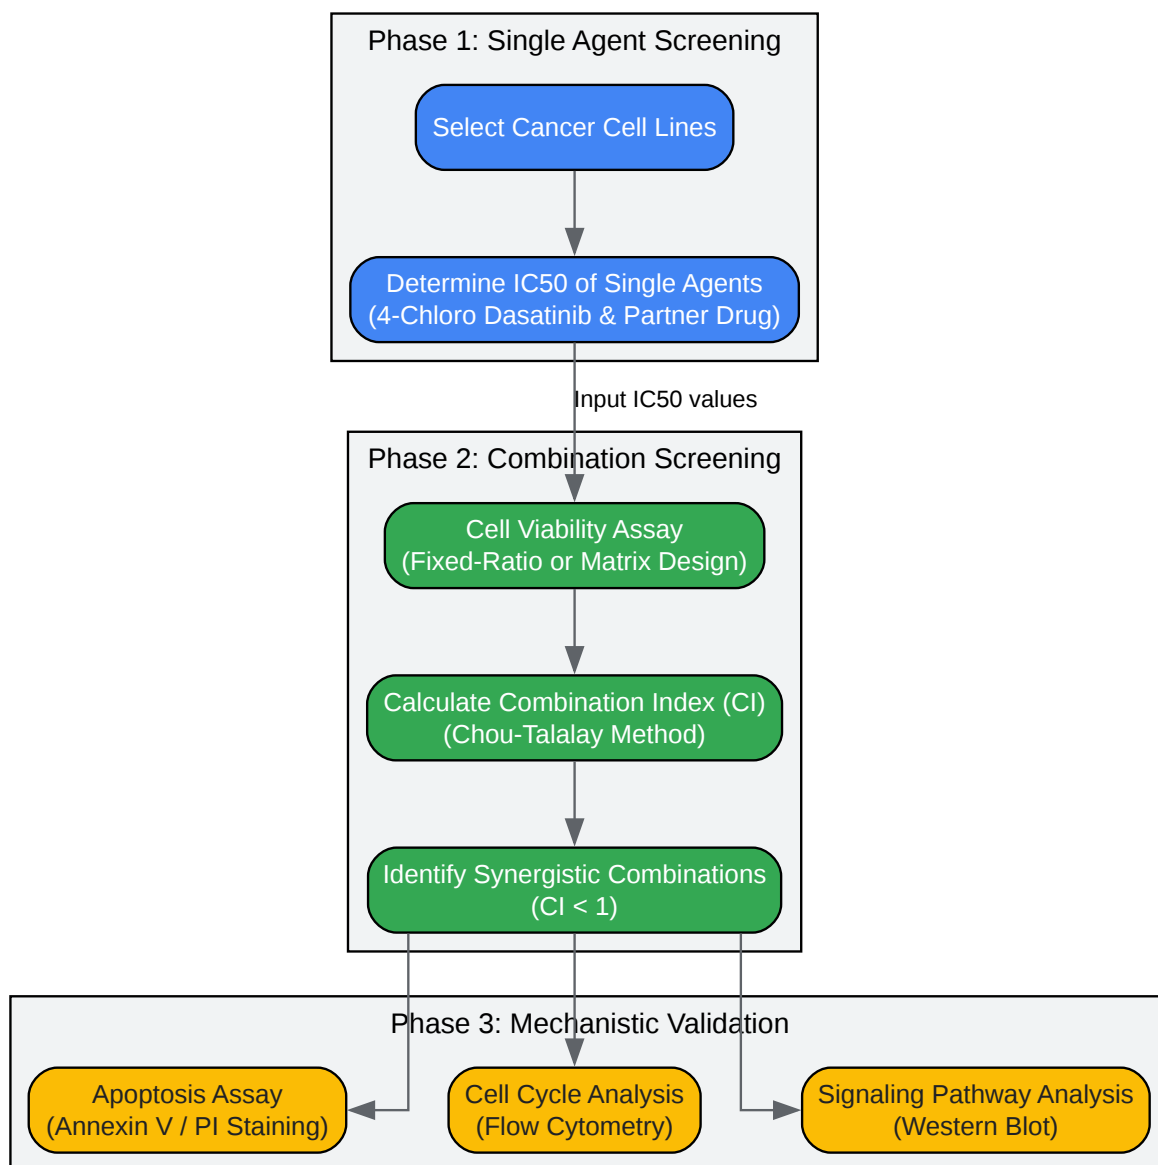 Phase 1: Single Agent Screening
Select Cancer Cell Lines
Determine IC50 of Single Agents
(4-Chloro Dasatinib & Partner Drug)
Input IC50 values
Phase 2: Combination Screening
Cell Viability Assay
(Fixed-Ratio or Matrix Design)
Calculate Combination Index (CI)
(Chou-Talalay Method)
Identify Synergistic Combinations
(CI < 1)
Phase 3: Mechanistic Validation
Apoptosis Assay
(Annexin V / PI Staining)
Cell Cycle Analysis
(Flow Cytometry)
Signaling Pathway Analysis
(Western Blot)